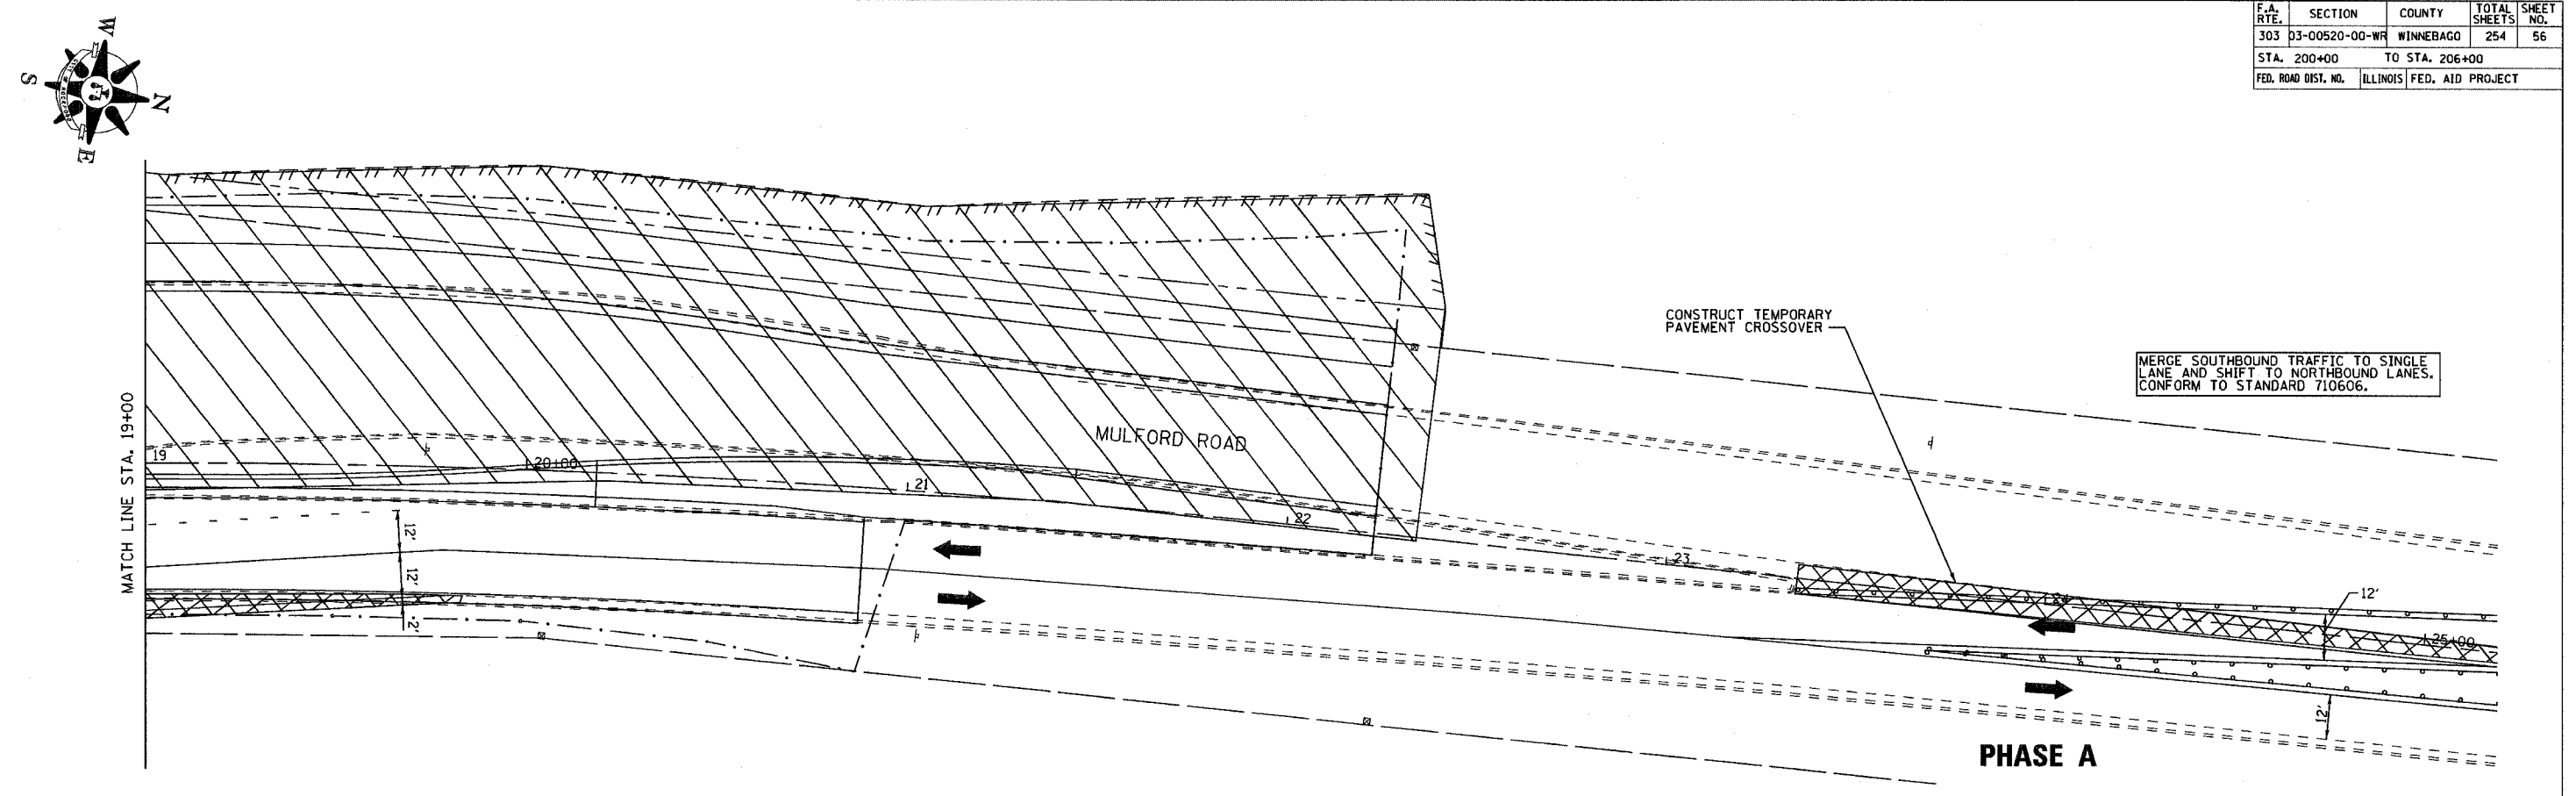 F.A. RTE. SECTION COUNTY TOTAL SHEETS SHEET NO.
303 03-00520-00-WR WINNEBAGO 254 56
STA. 200+00 TO STA. 206+00
FED. ROAD DIST. NO. ILLINOIS FED. AID PROJECT
W
S
N
E
CONSTRUCT TEMPORARY
PAVEMENT CROSSOVER
MERGE SOUTHBOUND TRAFFIC TO SINGLE
LANE AND SHIFT TO NORTHBOUND LANES.
CONFORM TO STANDARD 710606.
MATCH LINE STA. 19+00
MULFORD ROAD
19
20+00
21
22
23
24
25+00
12'
12'
2'
12'
12'
PHASE A